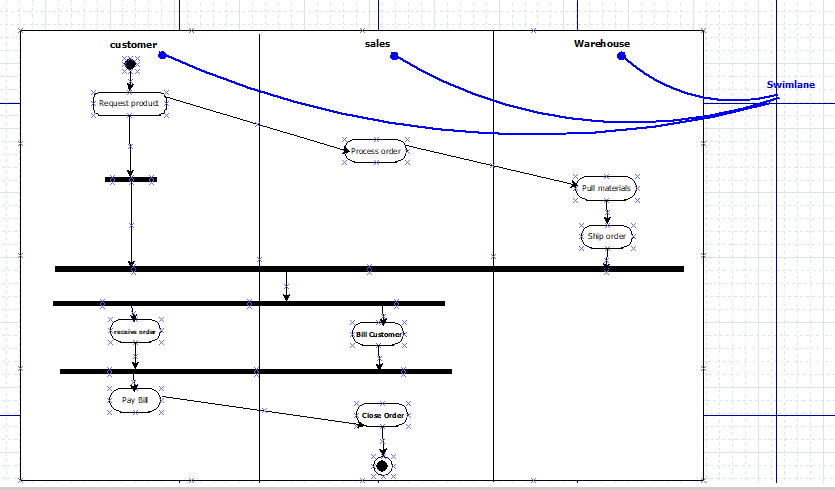 customer
sales
Warehouse
Swimlane
Request product
Process order
Pull materials
Ship order
receive order
Bill Customer
Pay Bill
Close Order